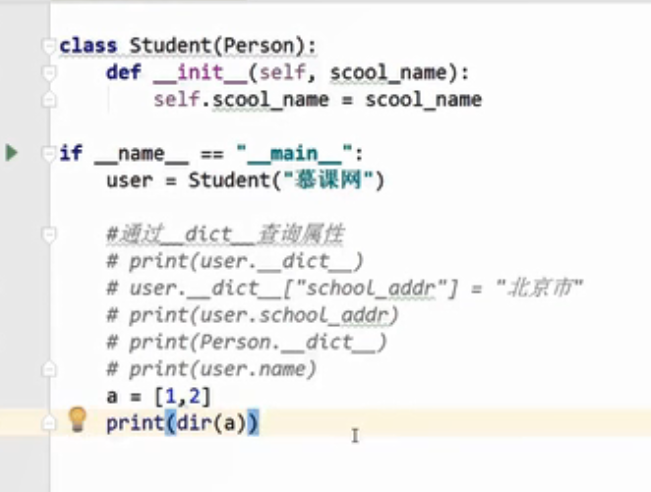 class Student(Person):
    def __init__(self, scool_name):
        self.scool_name = scool_name
if __name__ == "__main__":
    user = Student("慕课网")
    #通过__dict__查询属性
    # print(user.__dict__)
    # user.__dict__["school_addr"] = "北京市"
    # print(user.school_addr)
    # print(Person.__dict__)
    # print(user.name)
    a = [1,2]
    print(dir(a))